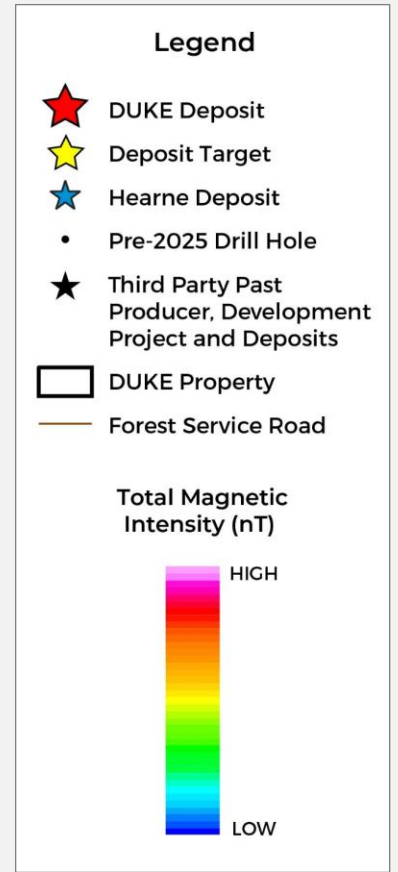 Legend
DUKE Deposit
Deposit Target
Hearne Deposit
Pre-2025 Drill Hole
Third Party Past
Producer, Development
Project and Deposits
DUKE Property
Forest Service Road
Total Magnetic
Intensity (nT)
HIGH
LOW